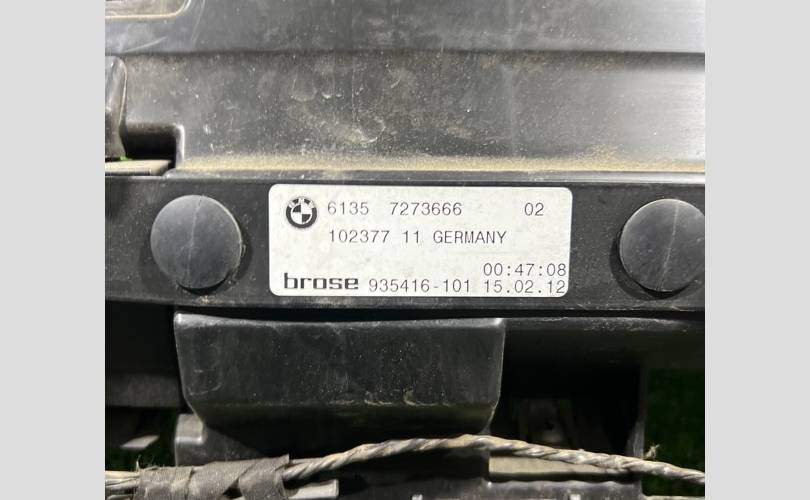 6135 7273666 02
102377 11 GERMANY
00:47:08
brose 935416-101 15.02.12